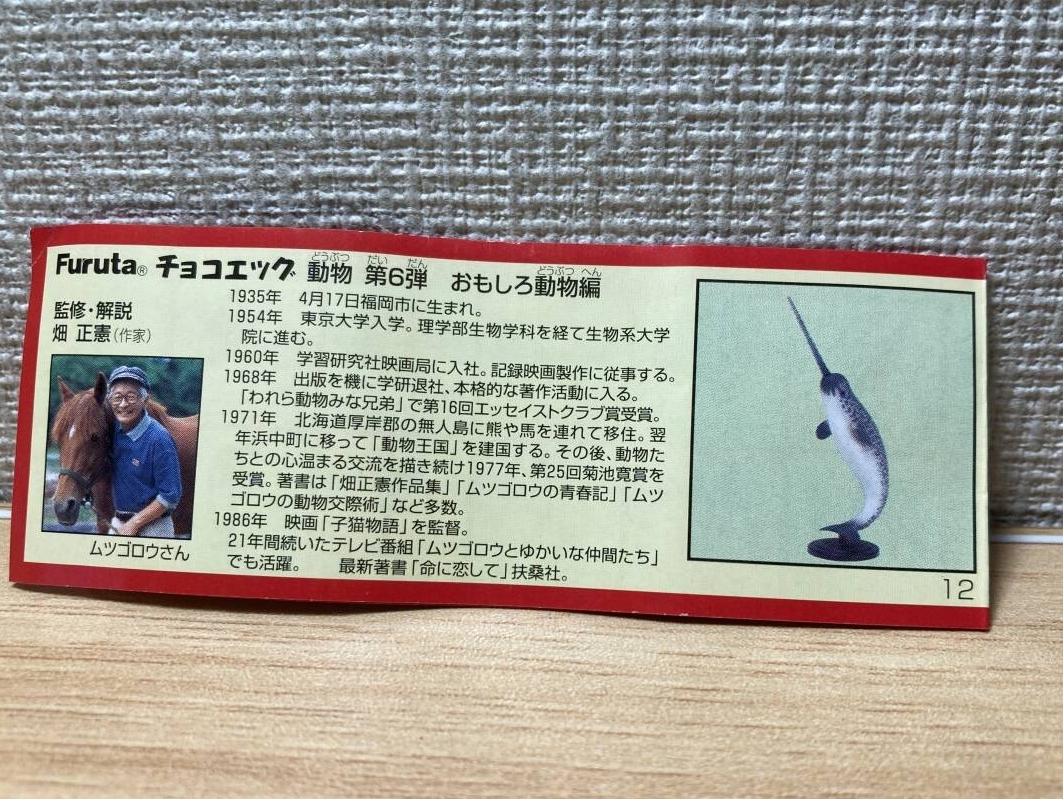 Furuta® チョコエッグ 動物 第6弾 おもしろ動物編
どうぶつ だい だん どうぶつ へん
監修・解説
畑 正憲(作家)
ムツゴロウさん
1935年 4月17日福岡市に生まれ。
1954年 東京大学入学。理学部生物学科を経て生物系大学
院に進む。
1960年 学習研究社映画局に入社。記録映画製作に従事する。
1968年 出版を機に学研退社、本格的な著作活動に入る。
「われら動物みな兄弟」で第16回エッセイストクラブ賞受賞。
1971年 北海道厚岸郡の無人島に熊や馬を連れて移住。翌
年浜中町に移って「動物王国」を建国する。その後、動物た
ちとの心温まる交流を描き続け1977年、第25回菊池寛賞を
受賞。著書は「畑正憲作品集」「ムツゴロウの青春記」「ムツ
ゴロウの動物交際術」など多数。
1986年 映画「子猫物語」を監督。
21年間続いたテレビ番組「ムツゴロウとゆかいな仲間たち」
でも活躍。 最新著書「命に恋して」扶桑社。
12